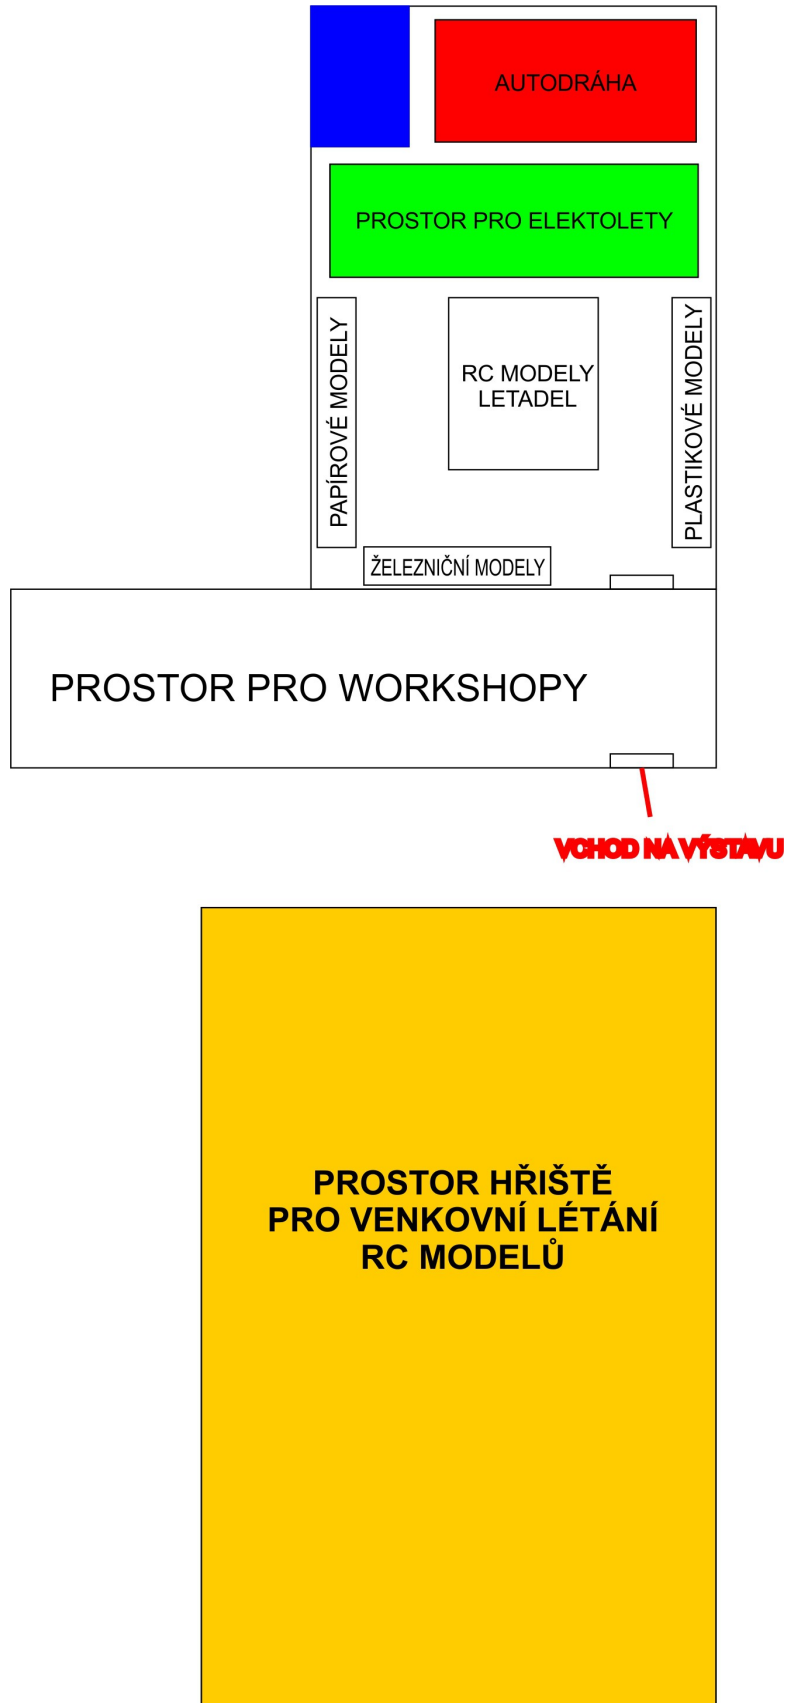 AUTODRÁHA
PROSTOR PRO ELEKTOLETY
PAPÍROVÉ MODELY
RC MODELY
LETADEL
PLASTIKOVÉ MODELY
ŽELEZNIČNÍ MODELY
PROSTOR PRO WORKSHOPY
VCHOD NA VÝSTAVU
PROSTOR HŘIŠTĚ
PRO VENKOVNÍ LÉTÁNÍ
RC MODELŮ